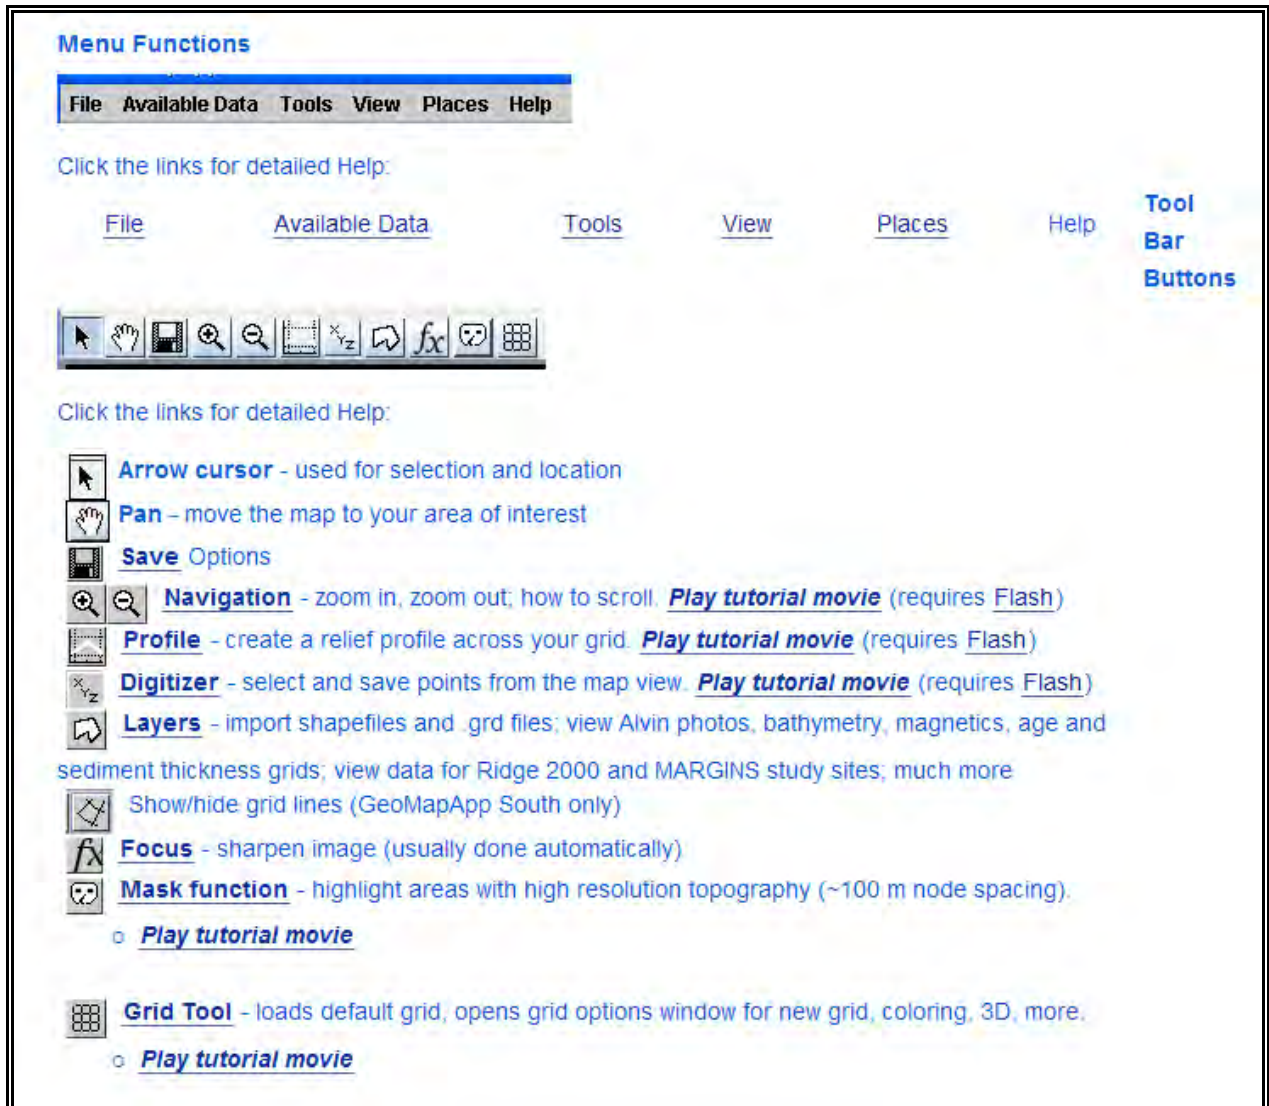 Menu Functions
File Available Data Tools View Places Help
Click the links for detailed Help:
File Available Data Tools View Places Help
Tool
Bar
Buttons
XYZ fx
Click the links for detailed Help:
Arrow cursor - used for selection and location
Pan – move the map to your area of interest
Save Options
Navigation - zoom in, zoom out; how to scroll. Play tutorial movie (requires Flash)
Profile - create a relief profile across your grid. Play tutorial movie (requires Flash)
XYZ Digitizer - select and save points from the map view. Play tutorial movie (requires Flash)
Layers - import shapefiles and .grd files; view Alvin photos, bathymetry, magnetics, age and
sediment thickness grids; view data for Ridge 2000 and MARGINS study sites; much more
Show/hide grid lines (GeoMapApp South only)
fx Focus - sharpen image (usually done automatically)
Mask function - highlight areas with high resolution topography (~100 m node spacing).
o Play tutorial movie
Grid Tool - loads default grid, opens grid options window for new grid, coloring, 3D, more.
o Play tutorial movie